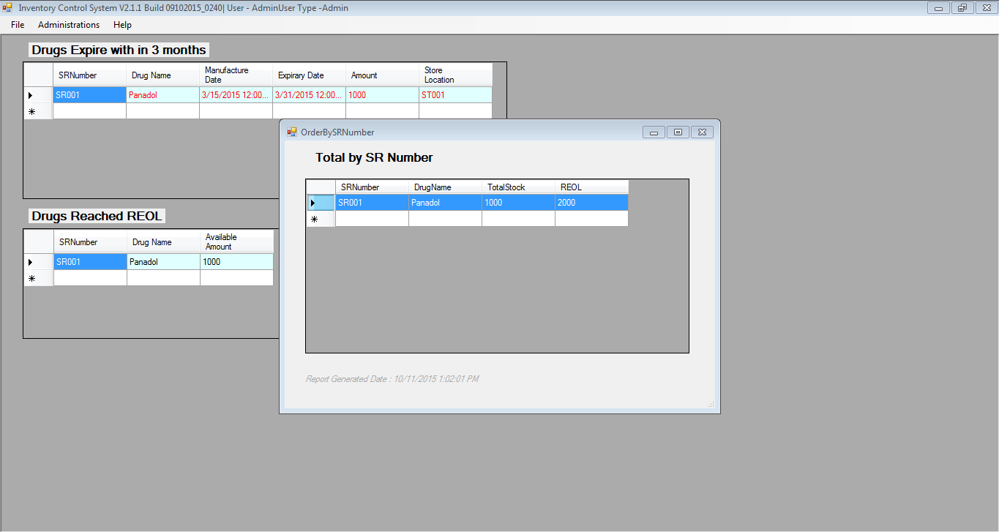 Inventory Control System V2.1.1 Build 09102015_0240| User - AdminUser Type -Admin
File Administrations Help
Drugs Expire with in 3 months
SRNumber Drug Name Manufacture Date Expirary Date Amount Store Location
SR001 Panadol 3/15/2015 12:00... 3/31/2015 12:00... 1000 ST001
Drugs Reached REOL
SRNumber Drug Name Available Amount
SR001 Panadol 1000
OrderBySRNumber
Total by SR Number
SRNumber DrugName TotalStock REOL
SR001 Panadol 1000 2000
Report Generated Date : 10/11/2015 1:02:01 PM